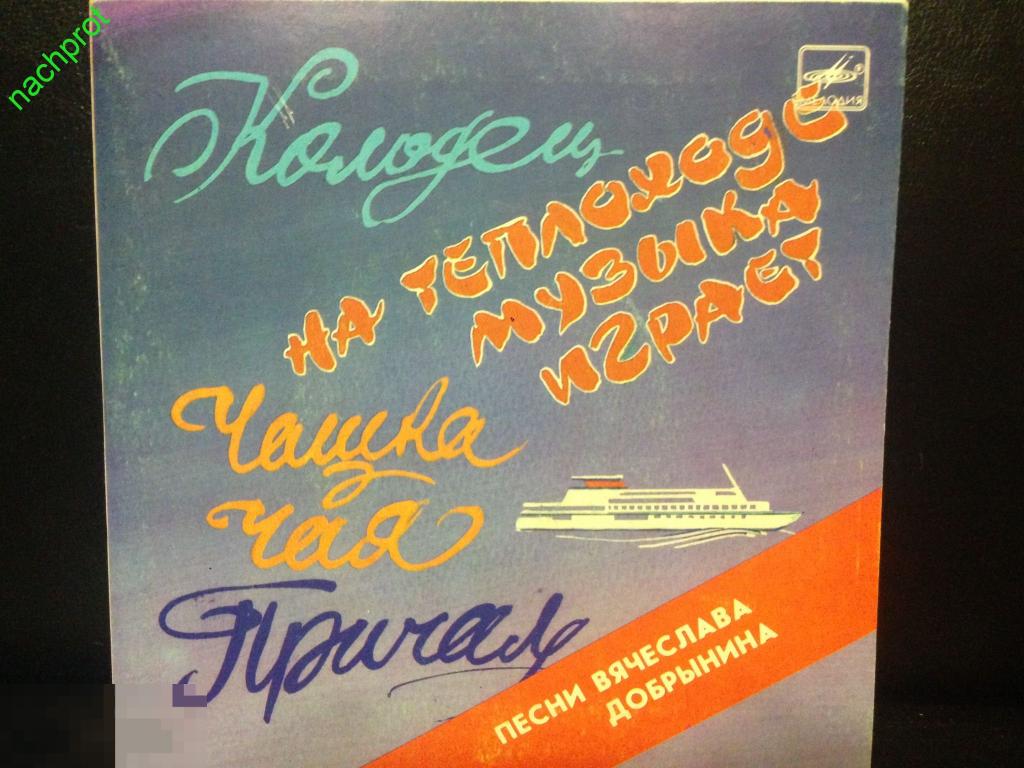 nachprot
Колодец
МЕЛОДИЯ
НА ТЕПЛОХОДЕ
МУЗЫКА
ИГРАЕТ
Чашка
чая
Причал
ПЕСНИ ВЯЧЕСЛАВА
ДОБРЫНИНА